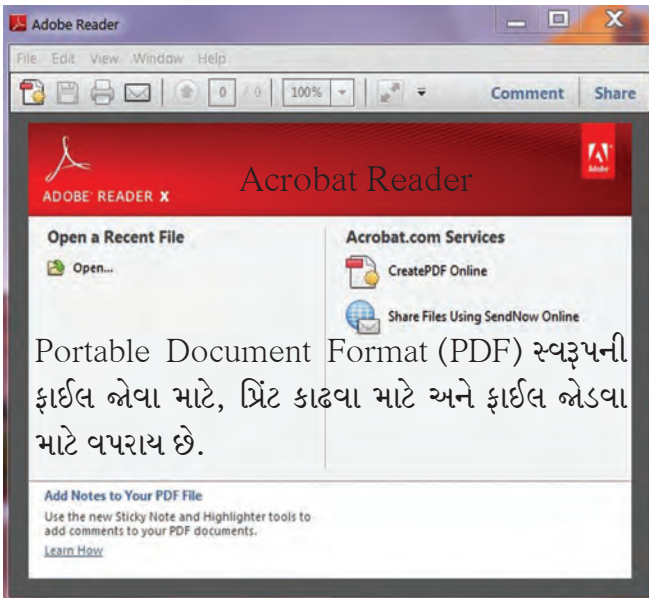 Adobe Reader
File Edit View Window Help
0 / 0 100% Comment Share
ADOBE® READER X
Acrobat Reader
Adobe
Open a Recent File
Open...
Acrobat.com Services
CreatePDF Online
Share Files Using SendNow Online
Portable Document Format (PDF) સ્વરૂપની
ફાઈલ જોવા માટે, પ્રિંટ કાઢવા માટે અને ફાઈલ જોડવા
માટે વપરાય છે.
Add Notes to Your PDF File
Use the new Sticky Note and Highlighter tools to
add comments to your PDF documents.
Learn How